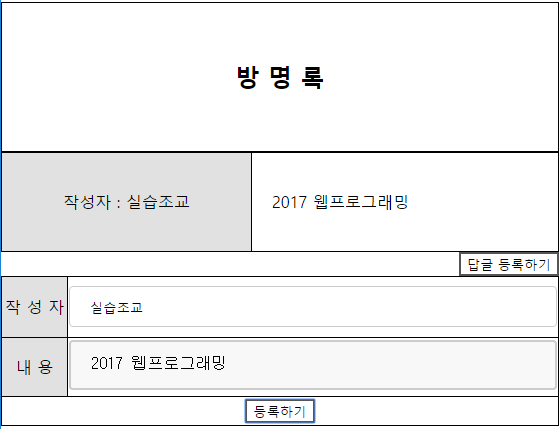 방 명 록
작성자 : 실습조교 2017 웹프로그래밍
답글 등록하기
작 성 자 실습조교
내 용 2017 웹프로그래밍
등록하기